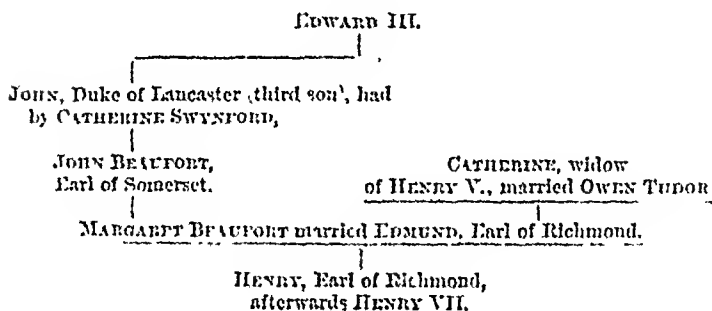 EDWARD III.
JOHN, Duke of Lancaster (third son), had
by CATHERINE SWYNFORD,
JOHN BEAUFORT,
Earl of Somerset.
CATHERINE, widow
of HENRY V., married OWEN TUDOR
MARGARET BEAUFORT married EDMUND, Earl of Richmond.
HENRY, Earl of Richmond,
afterwards HENRY VII.